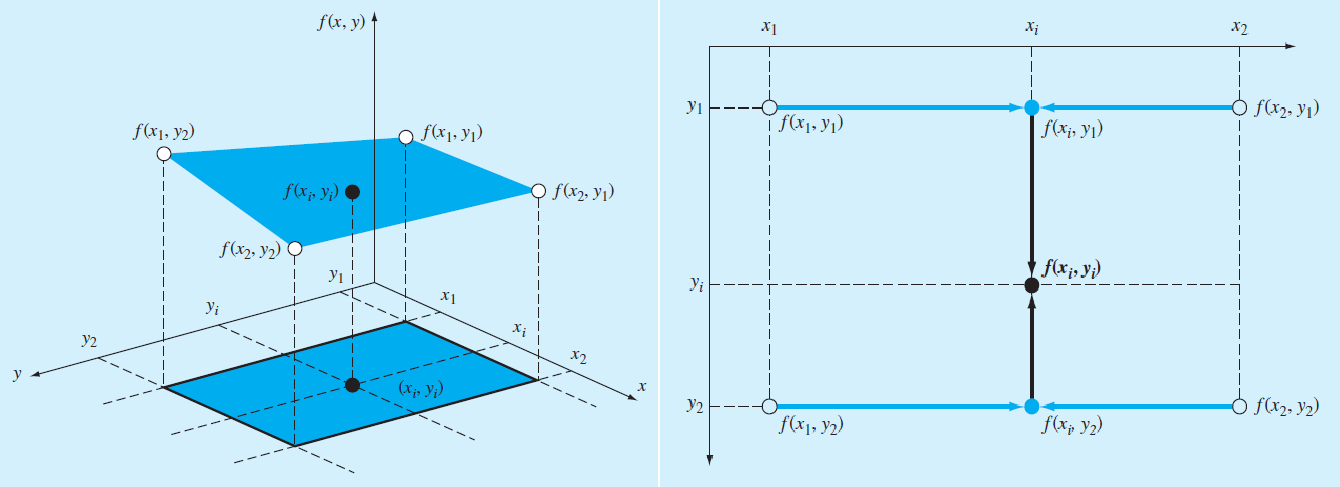 f(x, y)
f(x₁, y₂)
f(x₁, y₁)
f(xᵢ, yᵢ)
f(x₂, y₁)
f(x₂, y₂)
y₁
x₁
yᵢ
xᵢ
y₂
x₂
y
(xᵢ, yᵢ)
x
x₁
xᵢ
x₂
y₁
f(x₁, y₁)
f(xᵢ, y₁)
f(x₂, y₁)
f(xᵢ, yᵢ)
yᵢ
y₂
f(x₁, y₂)
f(xᵢ, y₂)
f(x₂, y₂)